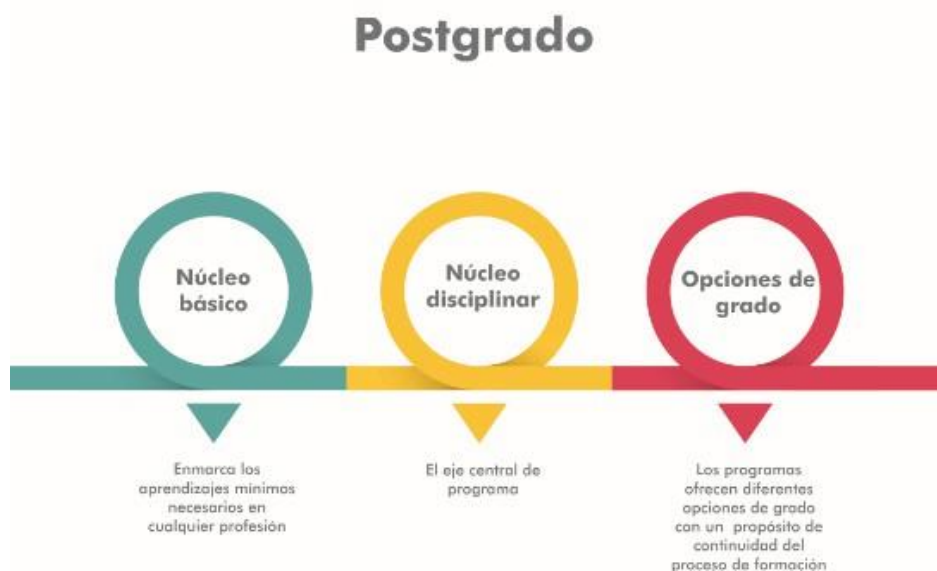 Postgrado
Núcleo
básico
Núcleo
disciplinar
Opciones de
grado
Enmarca los
aprendizajes mínimos
necesarios en
cualquier profesión
El eje central de
programa
Los programas
ofrecen diferentes
opciones de grado
con un propósito de
continuidad del
proceso de formación